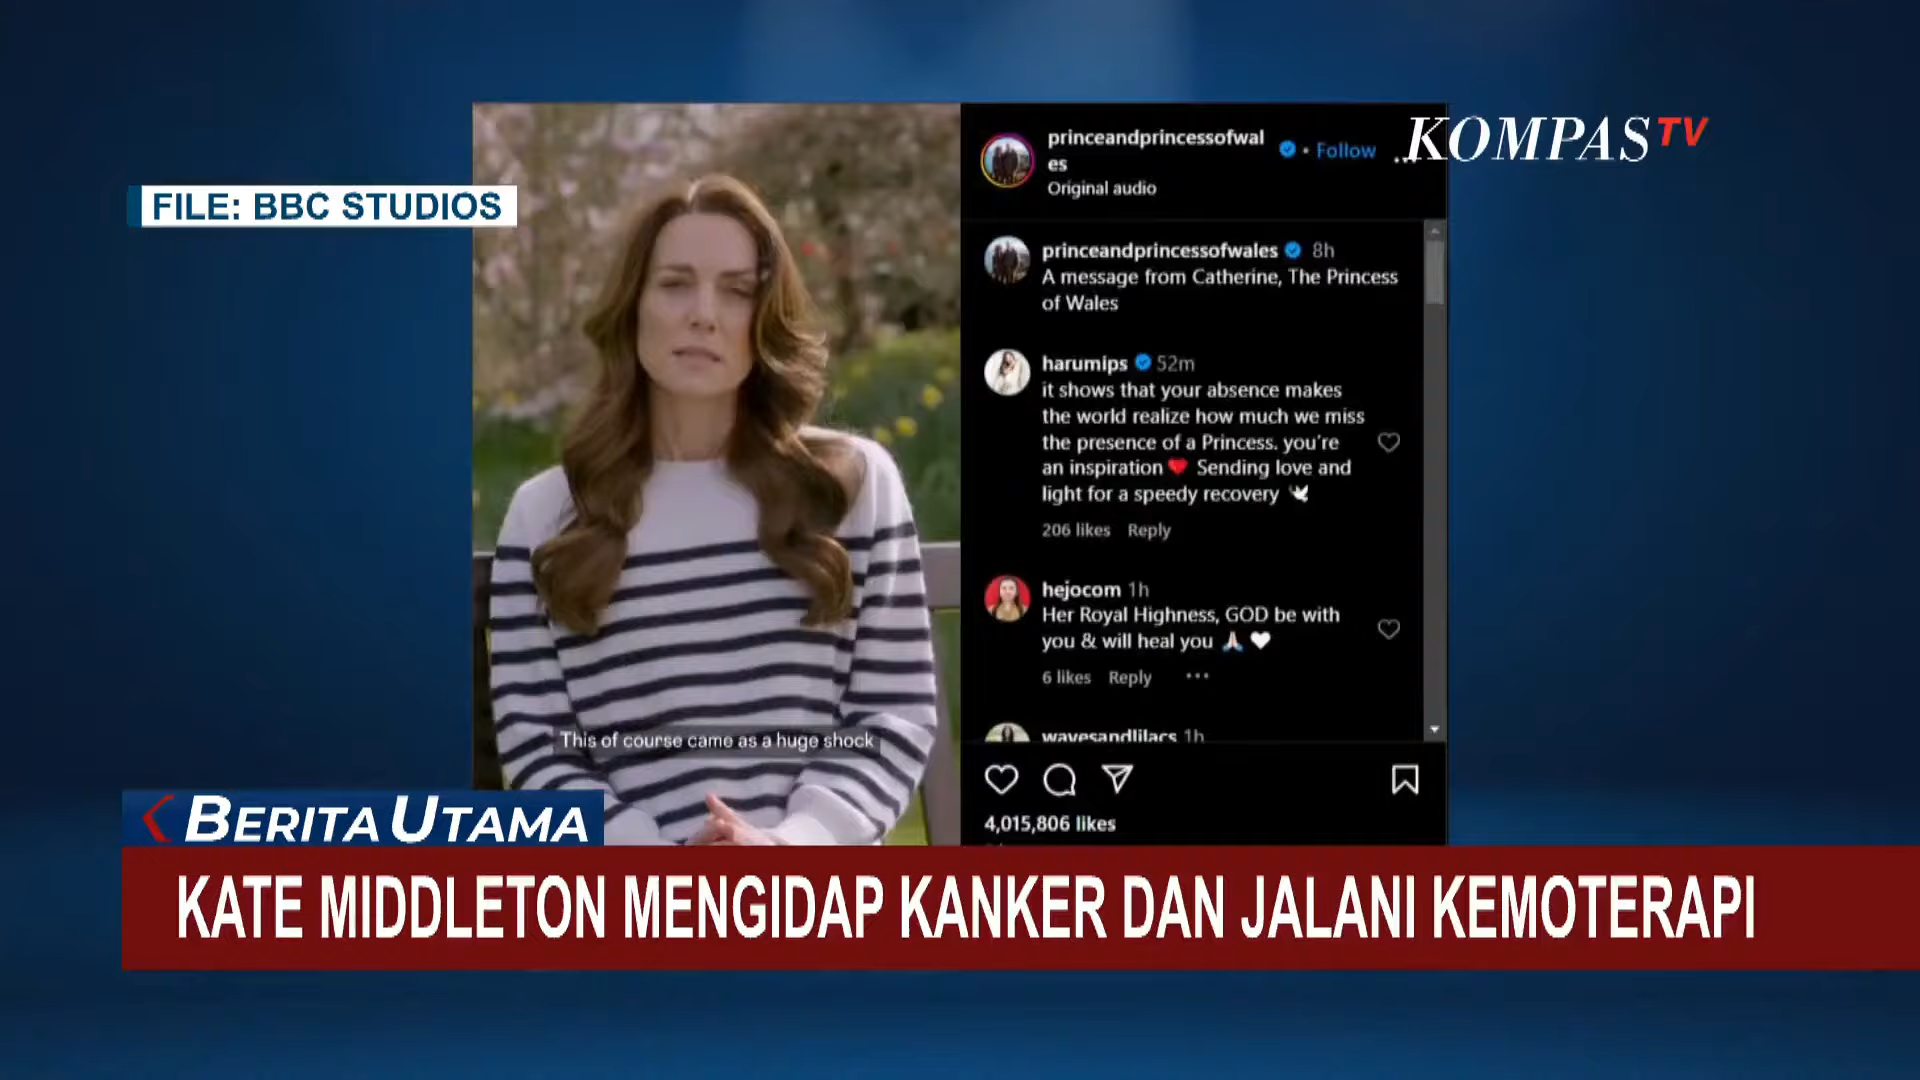 KOMPAS TV
FILE: BBC STUDIOS
princeandprincessofwal
es
• Follow
...
Original audio
princeandprincessofwales 8h
A message from Catherine, The Princess
of Wales
harumips 52m
it shows that your absence makes
the world realize how much we miss
the presence of a Princess. you're
an inspiration ❤️ Sending love and
light for a speedy recovery 🕊️
206 likes Reply
hejocom 1h
Her Royal Highness, GOD be with
you & will heal you 🙏🏻 🤍
6 likes Reply ...
wavesandlilacs 1h
4,015,806 likes
This of course came as a huge shock
BERITA UTAMA
KATE MIDDLETON MENGIDAP KANKER DAN JALANI KEMOTERAPI